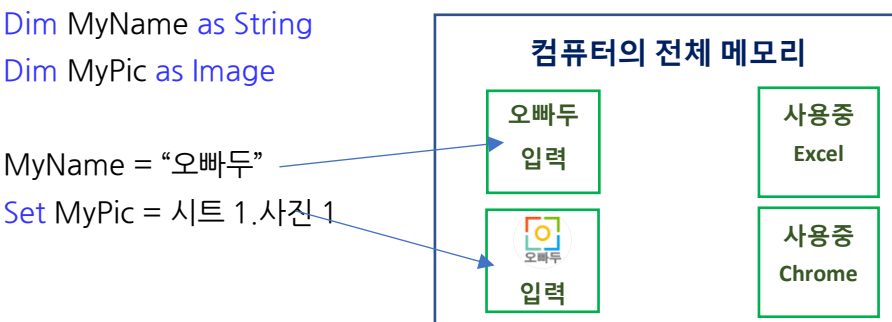 Dim MyName as String
Dim MyPic as Image
MyName = “오빠두”
Set MyPic = 시트 1.사진 1
컴퓨터의 전체 메모리
오빠두
입력
사용중
Excel
오빠두
입력
사용중
Chrome